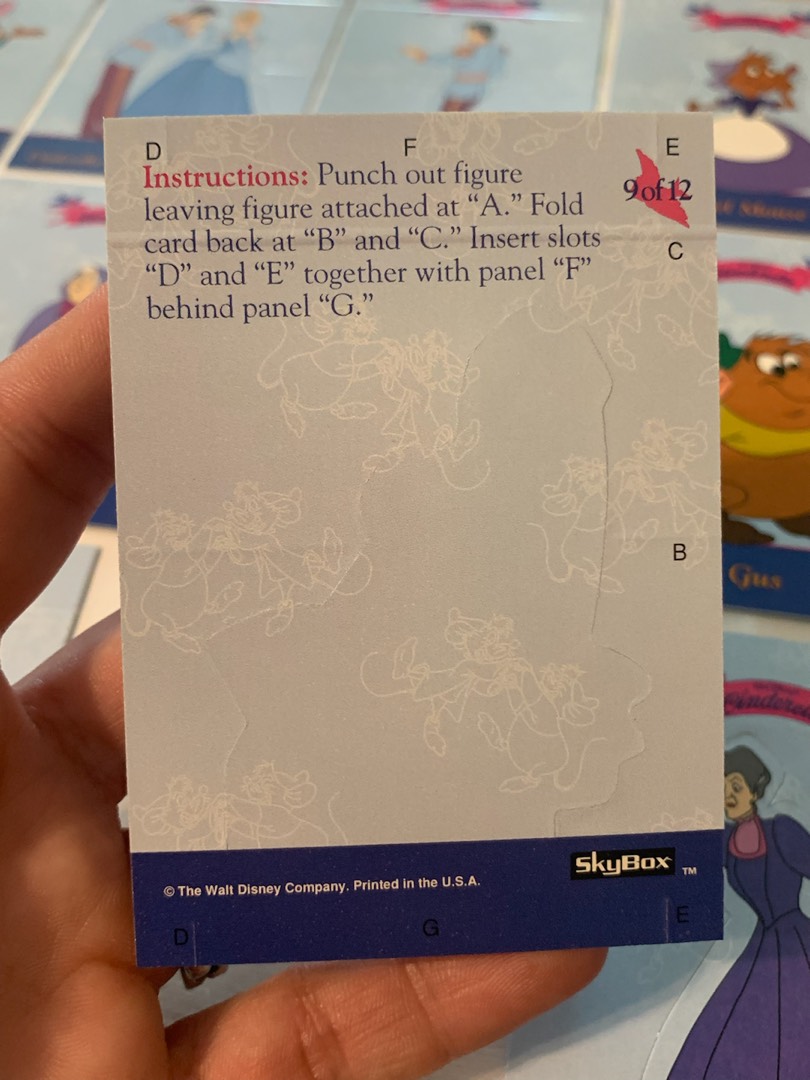 D F E
Instructions: Punch out figure
leaving figure attached at “A.” Fold
card back at “B” and “C.” Insert slots
“D” and “E” together with panel “F”
behind panel “G.”
9 of 12
C
B
Gus
SkyBox TM
© The Walt Disney Company. Printed in the U.S.A.
D G E